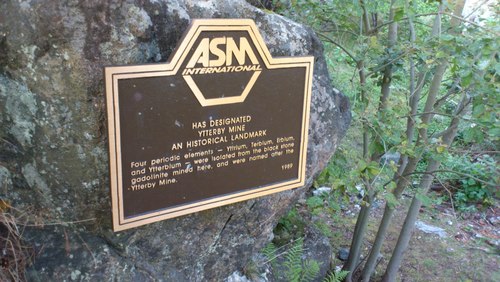 ASM
INTERNATIONAL
HAS DESIGNATED
YTTERBY MINE
AN HISTORICAL LANDMARK
Four periodic elements – Yttrium, Terbium, Erbium,
and Ytterbium – were isolated from the black stone
gadolinite mined here, and were named after the
Ytterby Mine.
1989